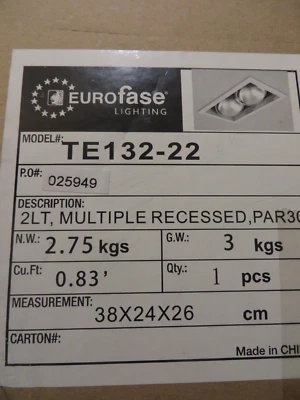 EUROfase®
LIGHTING
MODEL#: TE132-22
P.O#: 025949
DESCRIPTION:
2LT, MULTIPLE RECESSED,PAR30
N.W.: 2.75 kgs G.W.: 3 kgs
Cu.Ft: 0.83' Qty.: 1 pcs
MEASUREMENT:
38X24X26 cm
CARTON#:
Made in CHI